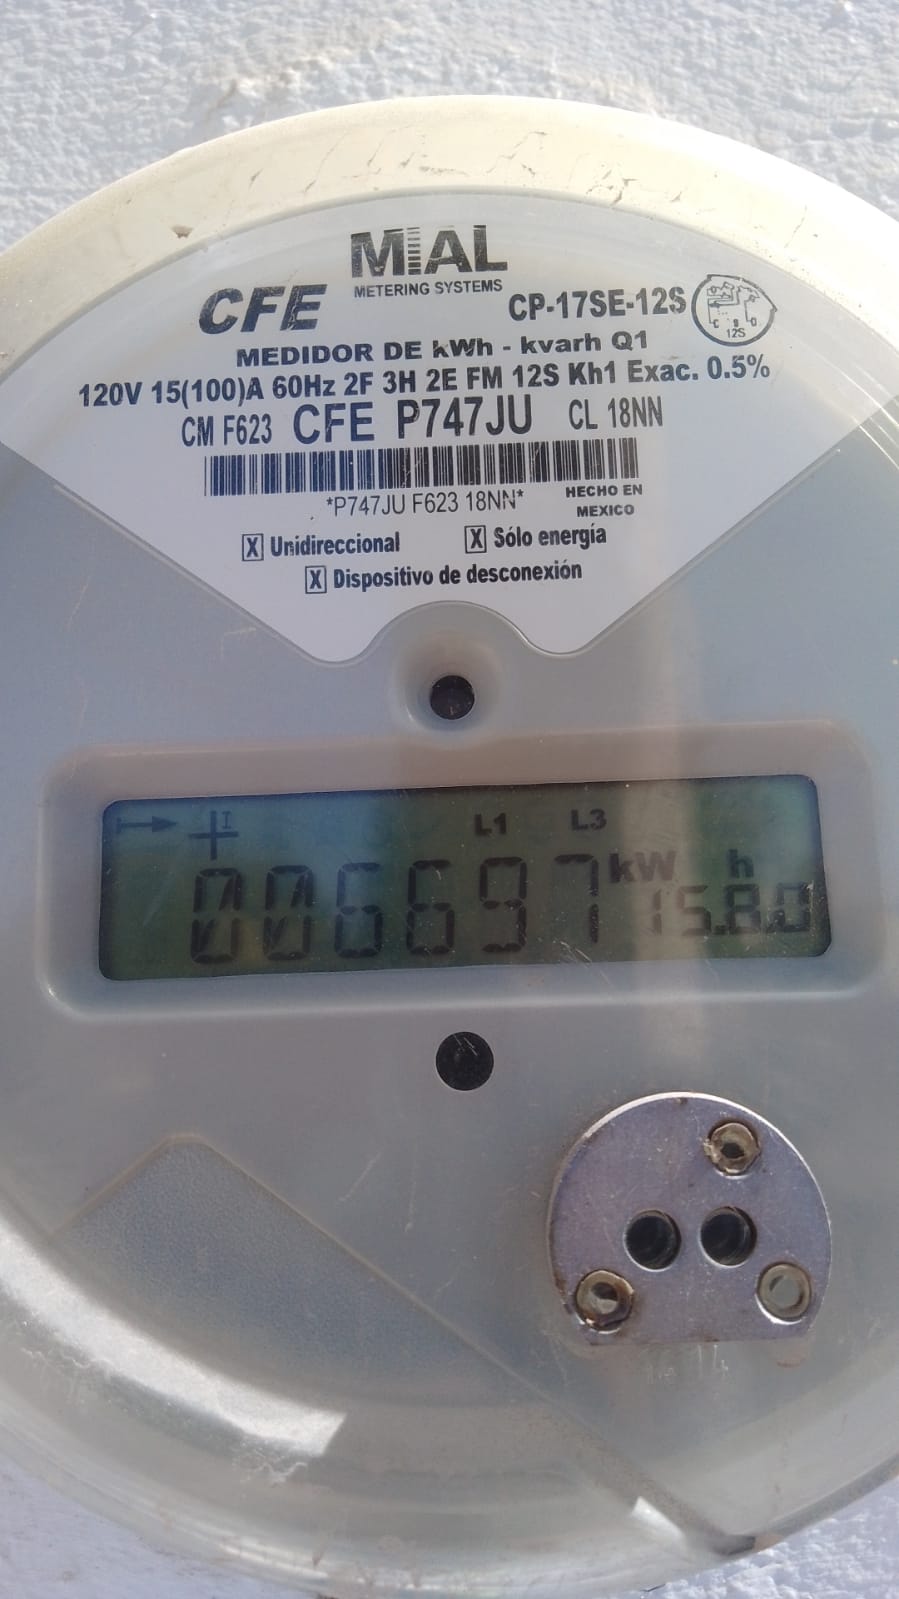 MIAL
METERING SYSTEMS
CFE
CP-17SE-12S
12S
MEDIDOR DE kWh - kvarh Q1
120V 15(100)A 60Hz 2F 3H 2E FM 12S Kh1 Exac. 0.5%
CM F623 CFE P747JU CL 18NN
*P747JU F623 18NN*
HECHO EN
MEXICO
X Unidireccional X Sólo energía
X Dispositivo de desconexión
L1 L3
006697 kW h
15.8.0